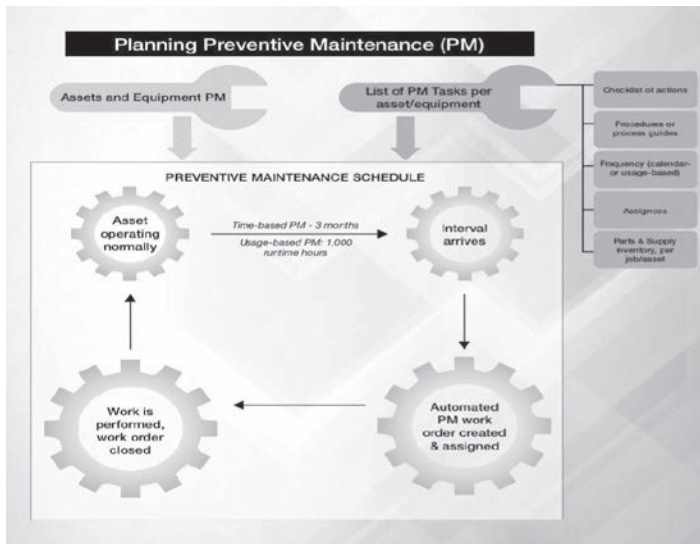 Planning Preventive Maintenance (PM)
Assets and Equipment PM
List of PM Tasks per
asset/equipment
Checklist of actions
Procedures or
process guides
Frequency (calendar-
or usage-based)
Assignees
Parts & Supply
inventory, per
job/asset
PREVENTIVE MAINTENANCE SCHEDULE
Asset
operating
normally
Time-based PM - 3 months
Usage-based PM: 1,000
runtime hours
Interval
arrives
Work is
performed,
work order
closed
Automated
PM work
order created
& assigned